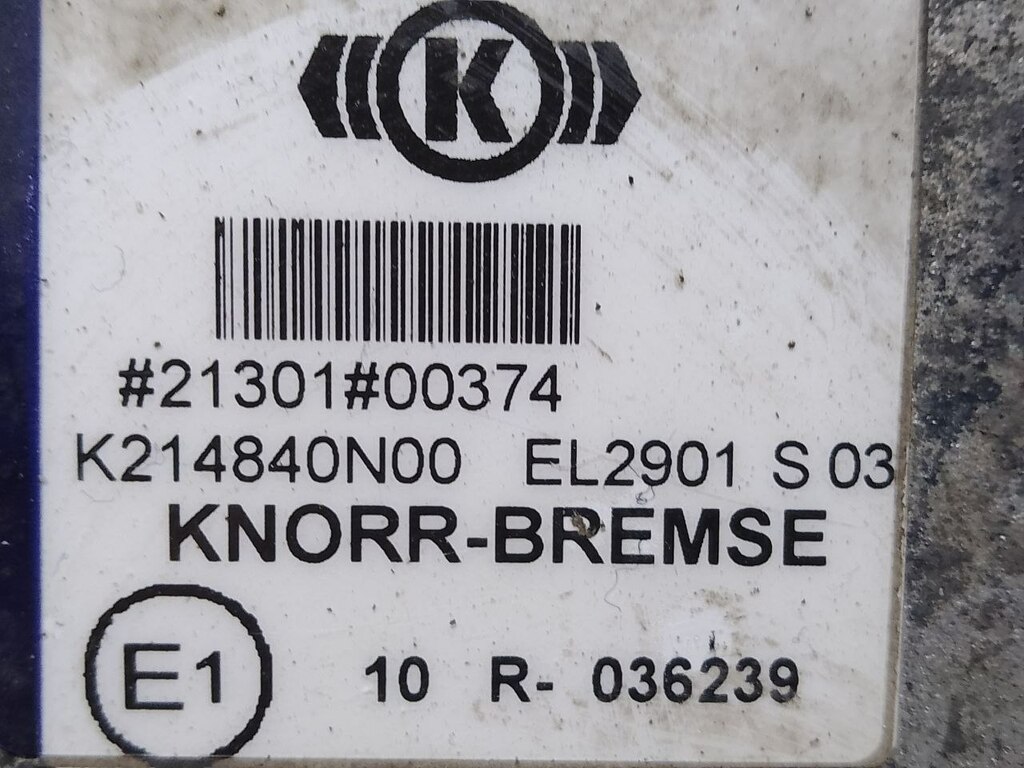 K
#21301#00374
K214840N00 EL2901 S 03
KNORR-BREMSE
E1 10 R- 036239